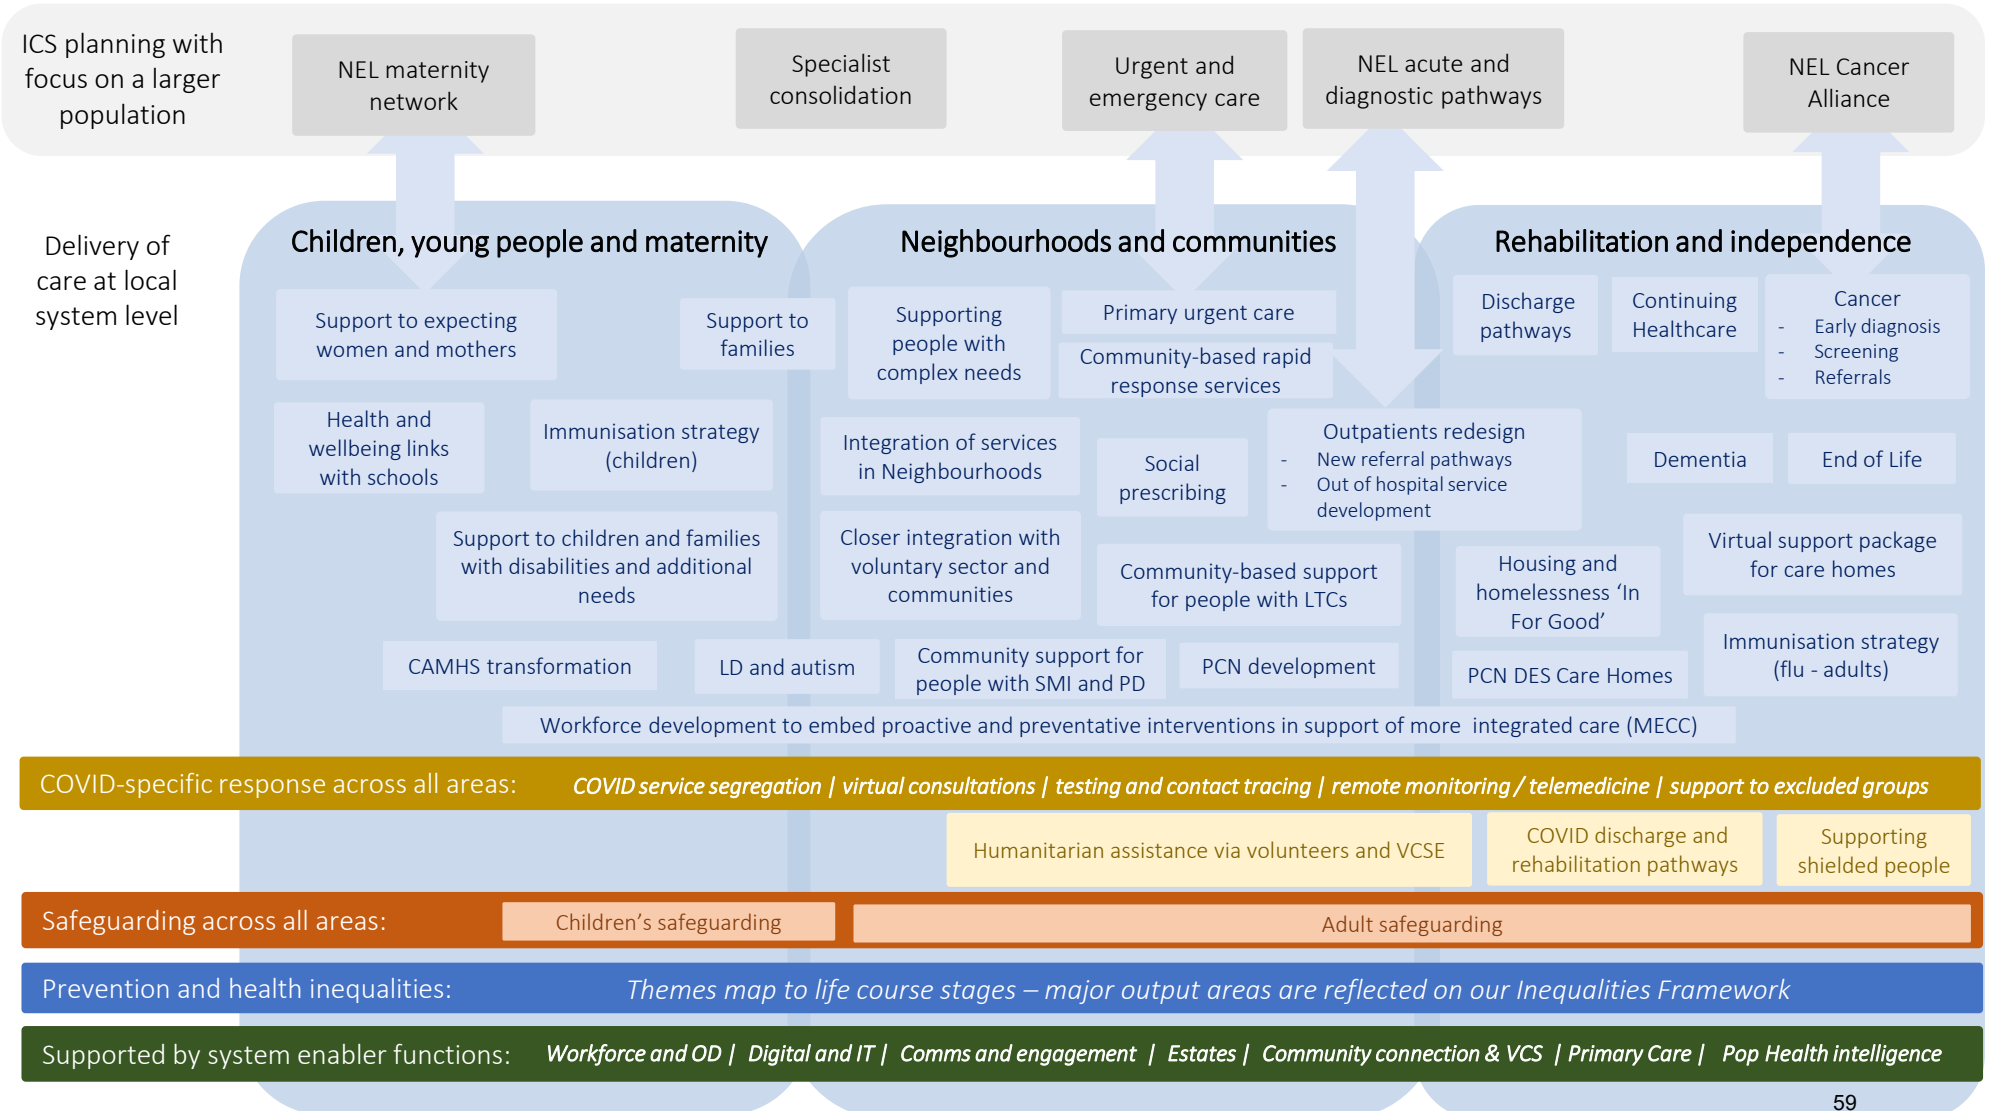 ICS planning with
focus on a larger
population
NEL maternity
network
Specialist
consolidation
Urgent and
emergency care
NEL acute and
diagnostic pathways
NEL Cancer
Alliance
Delivery of
care at local
system level
Children, young people and maternity
Support to expecting
women and mothers
Support to
families
Health and
wellbeing links
with schools
Immunisation strategy
(children)
Support to children and families
with disabilities and additional
needs
CAMHS transformation
LD and autism
Neighbourhoods and communities
Supporting
people with
complex needs
Primary urgent care
Community-based rapid
response services
Integration of services
in Neighbourhoods
Social
prescribing
Outpatients redesign
- New referral pathways
- Out of hospital service
development
Closer integration with
voluntary sector and
communities
Community-based support
for people with LTCs
Community support for
people with SMI and PD
PCN development
Rehabilitation and independence
Discharge
pathways
Continuing
Healthcare
Cancer
- Early diagnosis
- Screening
- Referrals
Dementia
End of Life
Housing and
homelessness ‘In
For Good’
Virtual support package
for care homes
PCN DES Care Homes
Immunisation strategy
(flu - adults)
Workforce development to embed proactive and preventative interventions in support of more integrated care (MECC)
COVID-specific response across all areas: COVID service segregation | virtual consultations | testing and contact tracing | remote monitoring / telemedicine | support to excluded groups
Humanitarian assistance via volunteers and VCSE
COVID discharge and
rehabilitation pathways
Supporting
shielded people
Safeguarding across all areas: Children’s safeguarding Adult safeguarding
Prevention and health inequalities: Themes map to life course stages – major output areas are reflected on our Inequalities Framework
Supported by system enabler functions: Workforce and OD | Digital and IT | Comms and engagement | Estates | Community connection & VCS | Primary Care | Pop Health intelligence
59